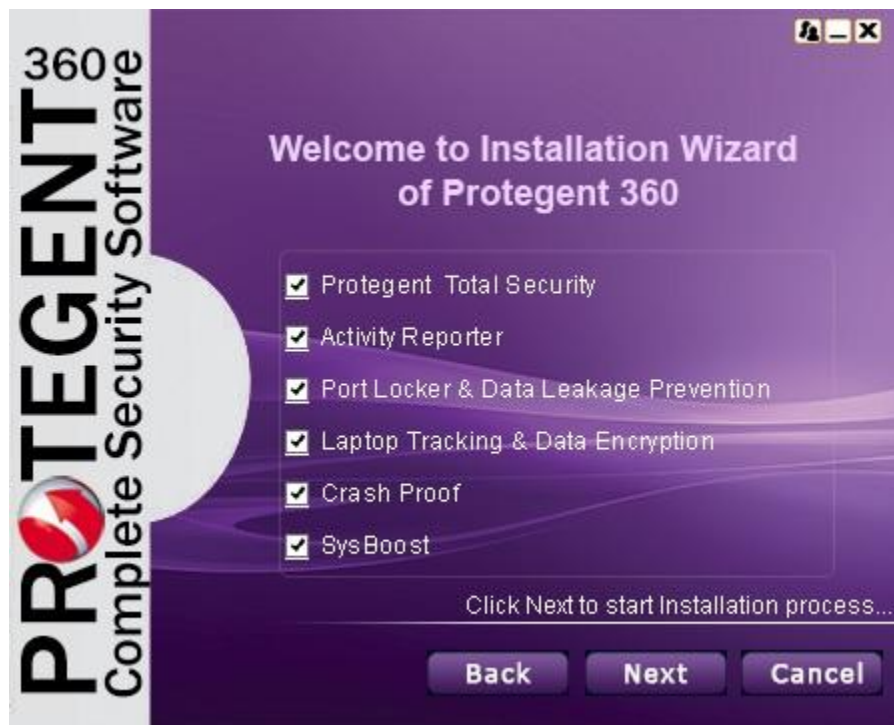 PROTEGENT 360
Complete Security Software
Welcome to Installation Wizard
of Protegent 360
Protegent Total Security
Activity Reporter
Port Locker & Data Leakage Prevention
Laptop Tracking & Data Encryption
Crash Proof
SysBoost
Click Next to start Installation process...
Back
Next
Cancel